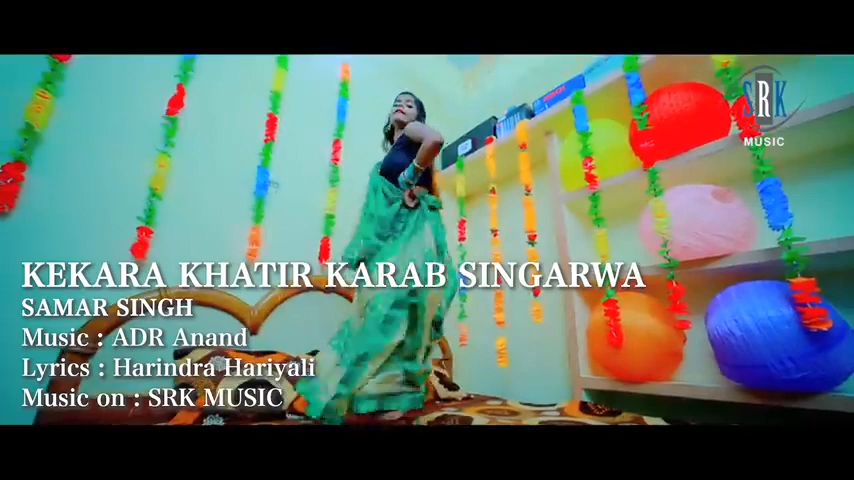 SRK
MUSIC
KEKARA KHATIR KARAB SINGARWA
SAMAR SINGH
Music : ADR Anand
Lyrics : Harindra Hariyali
Music on : SRK MUSIC